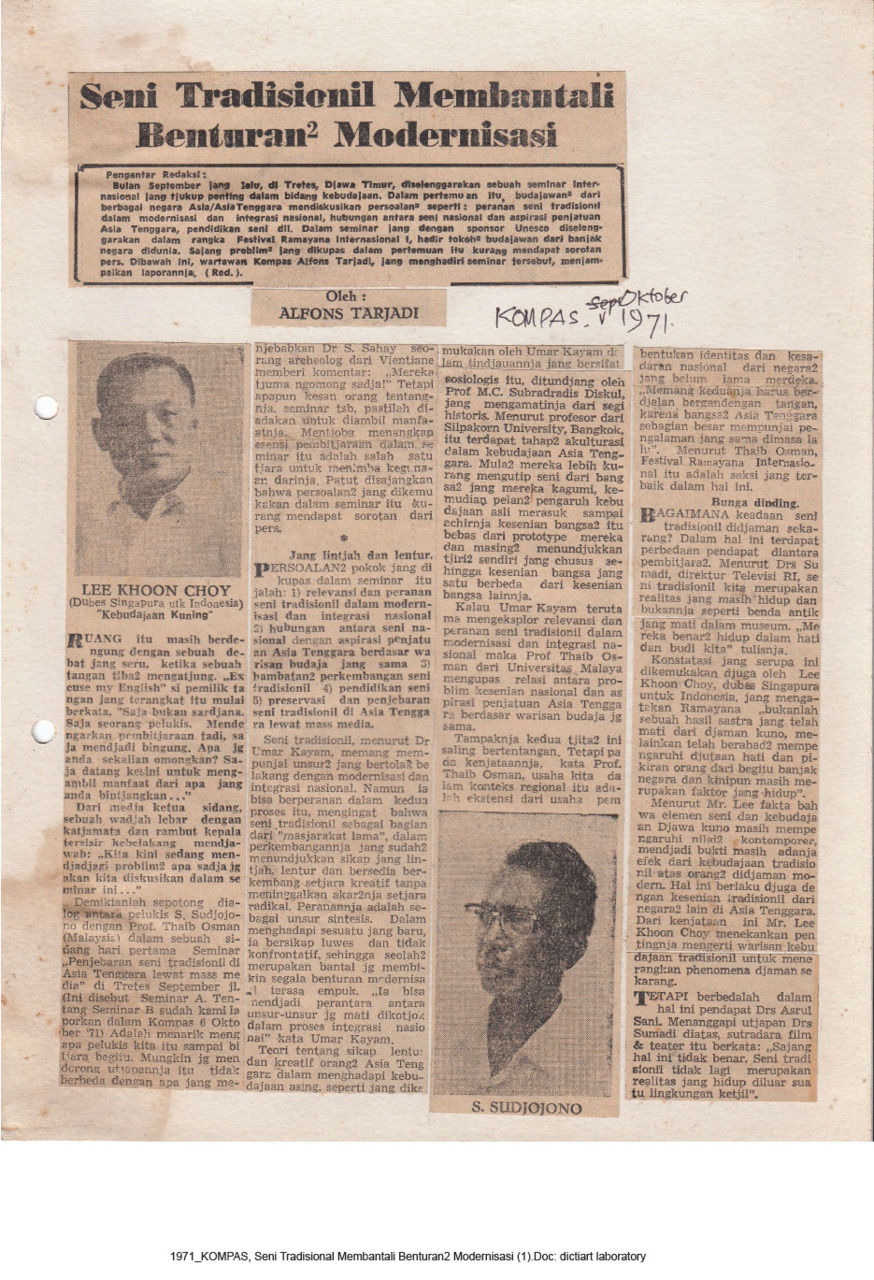 Seni Tradisionil Membantali
Benturan² Modernisasi
Pengantar Redaksi:
Bulan September jang lalu, di Tretes, Djawa Timur, diselenggarakan sebuah seminar Inter-
nasional jang tjukup penting dalam bidang kebudajaan. Dalam pertemuan itu, budajawan² dari
berbagai negara Asia/AsiaTenggara mendiskusikan persoalan² seperti: peranan seni tradisionil
dalam modernisasi dan integrasi nasional, hubungan antara seni nasional dan aspirasi penjatuan
Asia Tenggara, pendidikan seni dll. Dalam seminar jang dengan sponsor Unesco diseleng-
garakan dalam rangka Festival Ramayana Internasional I, hadir tokoh² budajawan dari banjak
negara didunia. Sajang problim² jang dikupas dalam pertemuan itu kurang mendapat sorotan
pers. Dibawah ini, wartawan Kompas Alfons Tarjadi, jang menghadiri seminar tersebut, menjam-
paikan laporannja. (Red.).
Oleh :
ALFONS TARJADI
KOMPAS. Sept Oktober
1971.
LEE KHOON CHOY
(Dubes Singapura utk Indonesia)
"Kebudajaan Kuning"
RUANG itu masih berde-
ngung dengan sebuah de-
bat jang seru, ketika sebuah
tangan tiba2 mengatjung. „Ex
cuse my English" si pemilik ta
ngan jang terangkat itu mulai
berkata. "Saja bukan sardjana.
Saja seorang pelukis. Mende
ngarkan pembitjaraan tadi, sa
ja mendjadi bingung. Apa jg
anda sekalian omongkan? Sa-
ja datang kesini untuk meng-
ambil manfaat dari apa jang
anda bintjangkan..."
Dari media ketua sidang,
sebuah wadjah lebar dengan
katjamata dan rambut kepala
tersisir kebelakang mendja-
wab: „Kita kini sedang men-
djadjagi problim2 apa sadja jg
akan kita diskusikan dalam se
minar ini..."
Demikianlah sepotong dia-
log antara pelukis S. Sudjojo-
no dengan Prof. Thaib Osman
(Malaysia) dalam sebuah si-
dang hari pertama Seminar
„Penjebaran seni tradisionil di
Asia Tenggara lewat mass me
dia" di Tretes September jl.
(Ini disebut Seminar A. Ten-
tang Seminar B sudah kami la
porkan dalam Kompas 6 Okto
ber '71) Adalah menarik meng
apa pelukis kita itu sampai bi
tjara begitu. Mungkin jg men
dorong utjapannja itu tidak
berbeda dengan apa jang me-
njebabkan Dr S. Sahay seo-
rang archeolog dari Vientiane
memberi komentar: „Mereka
tjuma ngomong sadja!" Tetapi
apapun kesan orang tentang-
nja, seminar tsb. pastilah di-
adakan untuk diambil manfa-
atnja. Mentjoba menangkap
esensi pembitjaraan dalam se
minar itu adalah salah satu
tjara untuk menimba keguna-
an darinja. Patut disajangkan
bahwa persoalan2 jang dikemu
kakan dalam seminar itu ku-
rang mendapat sorotan dari
pers.
*
Jang lintjah dan lentur.
PERSOALAN2 pokok jang di
kupas dalam seminar itu
jalah: 1) relevansi dan peranan
seni tradisionil dalam modern-
isasi dan integrasi nasional
2) hubungan antara seni na-
sional dengan aspirasi penjatu
an Asia Tenggara berdasar wa
risan budaja jang sama 3)
hambatan2 perkembangan seni
tradisionil 4) pendidikan seni
5) preservasi dan penjebaran
seni tradisionil di Asia Tengga
ra lewat mass media.
Seni tradisionil, menurut Dr
Umar Kayam, memang mem-
punjai unsur2 jang bertolak be
lakang dengan modernisasi dan
integrasi nasional. Namun ia
bisa berperanan dalam kedua
proses itu, mengingat bahwa
seni tradisionil sebagai bagian
dari "masjarakat lama", dalam
perkembangannja jang sudah2
menundjukkan sikap jang lin-
tjah, lentur dan bersedia ber-
kembang setjara kreatif tanpa
meninggalkan akar2nja setjara
radikal. Peranannja adalah se-
bagai unsur sintesis. Dalam
menghadapi sesuatu jang baru,
ia bersikap luwes dan tidak
konfrontatif, sehingga seolah2
merupakan bantal jg membi-
kin segala benturan modernisa
si terasa empuk. „Ia bisa
mendjadi perantara antara
unsur-unsur jg mati dikotjok
dalam proses integrasi nasio
nal" kata Umar Kayam.
Teori tentang sikap lentur
dan kreatif orang2 Asia Teng
gara dalam menghadapi kebu-
dajaan asing, seperti jang dike
mukakan oleh Umar Kayam da
lam tindjauannja jang bersifat
sosiologis itu, ditundjang oleh
Prof M.C. Subradradis Diskul,
jang mengamatinja dari segi
historis. Menurut profesor dari
Silpakorn University, Bangkok,
itu terdapat tahap2 akulturasi
dalam kebudajaan Asia Teng-
gara. Mula2 mereka lebih ku-
rang mengutip seni dari bang
sa2 jang mereka kagumi, ke-
mudian pelan2 pengaruh kebu
dajaan asli merasuk sampai
achirnja kesenian bangsa2 itu
bebas dari prototype mereka
dan masing2 menundjukkan
tjiri2 sendiri jang chusus se-
hingga kesenian bangsa jang
satu berbeda dari kesenian
bangsa lainnja.
Kalau Umar Kayam teruta
ma mengeksplor relevansi dan
peranan seni tradisionil dalam
modernisasi dan integrasi na-
sional maka Prof Thaib Os-
man dari Universitas Malaya
mengupas relasi antara pro-
blim kesenian nasional dan as
pirasi penjatuan Asia Tengga
ra berdasar warisan budaja jg
sama.
Tampaknja kedua tjita2 ini
saling bertentangan. Tetapi pa
da kenjataannja, kata Prof.
Thaib Osman, usaha kita da
lam konteks regional itu ada-
lah ekstensi dari usaha pem
S. SUDJOJONO
bentukan identitas dan kesa-
daran nasional dari negara2
jang belum lama merdeka.
„Memang keduanja harus ber-
djalan bergandengan tangan,
karena bangsa2 Asia Tenggara
sebagian besar mempunjai pe-
ngalaman jang sama dimasa la
lu". Menurut Thaib Osman,
Festival Ramayana Internasio-
nal itu adalah saksi jang ter-
baik dalam hal ini.
Bunga dinding.
BAGAIMANA keadaan seni
tradisionil didjaman seka-
rang? Dalam hal ini terdapat
perbedaan pendapat diantara
pembitjara2. Menurut Drs Su
madi, direktur Televisi RI, se
ni tradisionil kita merupakan
realitas jang masih hidup dan
bukannja seperti benda antik
jang mati dalam museum. „Me
reka benar2 hidup dalam hati
dan budi kita" tulisnja.
Konstatasi jang serupa ini
dikemukakan djuga oleh Lee
Khoon Choy, dubes Singapura
untuk Indonesia, jang menga-
takan Ramayana „bukanlah
sebuah hasil sastra jang telah
mati dari djaman kuno, me-
lainkan telah berabad2 mempe
ngaruhi djutaan hati dan pi-
kiran orang dari begitu banjak
negara dan kinipun masih me-
rupakan faktor jang hidup".
Menurut Mr. Lee fakta bah
wa elemen seni dan kebudaja
an Djawa kuno masih mempe
ngaruhi nilai2 kontomporer,
mendjadi bukti masih adanja
efek dari kebudajaan tradisio
nil atas orang2 didjaman mo-
dern. Hal ini berlaku djuga de
ngan kesenian tradisionil dari
negara2 lain di Asia Tenggara.
Dari kenjataan ini Mr. Lee
Khoon Choy menekankan pen
tingnja mengerti warisan kebu
dajaan tradisionil untuk mene
rangkan phenomena djaman se
karang.
TETAPI berbedalah dalam
hal ini pendapat Drs Asrul
Sani. Menanggapi utjapan Drs
Sumadi diatas, sutradara film
& teater itu berkata: „Sajang
hal ini tidak benar. Seni tradi
sionil tidak lagi merupakan
realitas jang hidup diluar sua
tu lingkungan ketjil".
1971_KOMPAS, Seni Tradisional Membantali Benturan2 Modernisasi (1).Doc: dictiart laboratory